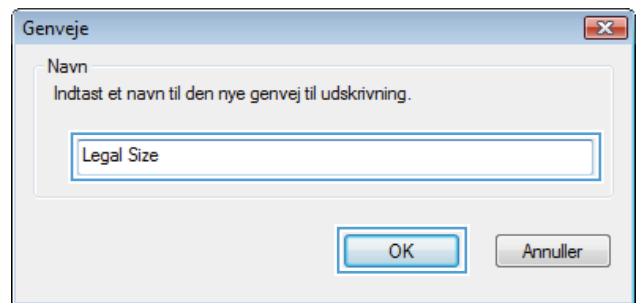 Genveje
Navn
Indtast et navn til den nye genvej til udskrivning.
Legal Size
OK Annuller